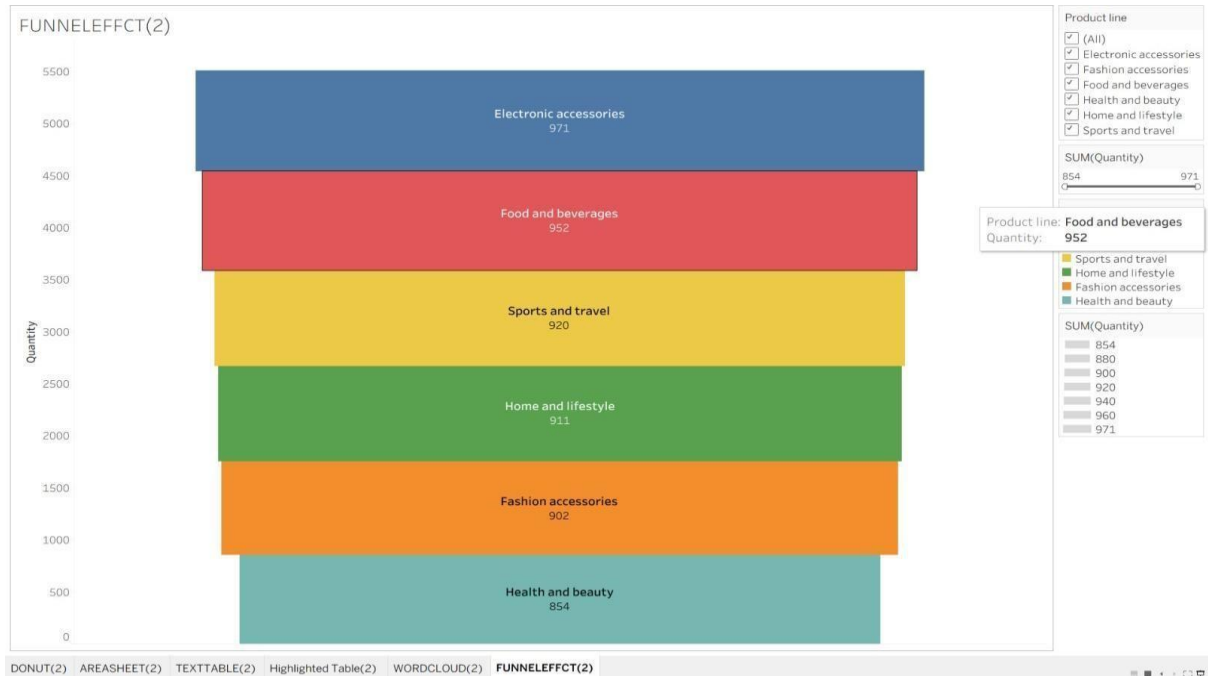 FUNNELEFFCT(2)
5500
5000
4500
4000
3500
3000
2500
2000
1500
1000
500
0
Quantity
Electronic accessories
971
Food and beverages
952
Sports and travel
920
Home and lifestyle
911
Fashion accessories
902
Health and beauty
854
Product line
(All)
Electronic accessories
Fashion accessories
Food and beverages
Health and beauty
Home and lifestyle
Sports and travel
SUM(Quantity)
854 971
Product line: Food and beverages
Quantity: 952
Sports and travel
Home and lifestyle
Fashion accessories
Health and beauty
SUM(Quantity)
854
880
900
920
940
960
971
DONUT(2) AREASHEET(2) TEXTTABLE(2) Highlighted Table(2) WORDCLOUD(2) FUNNELEFFCT(2)